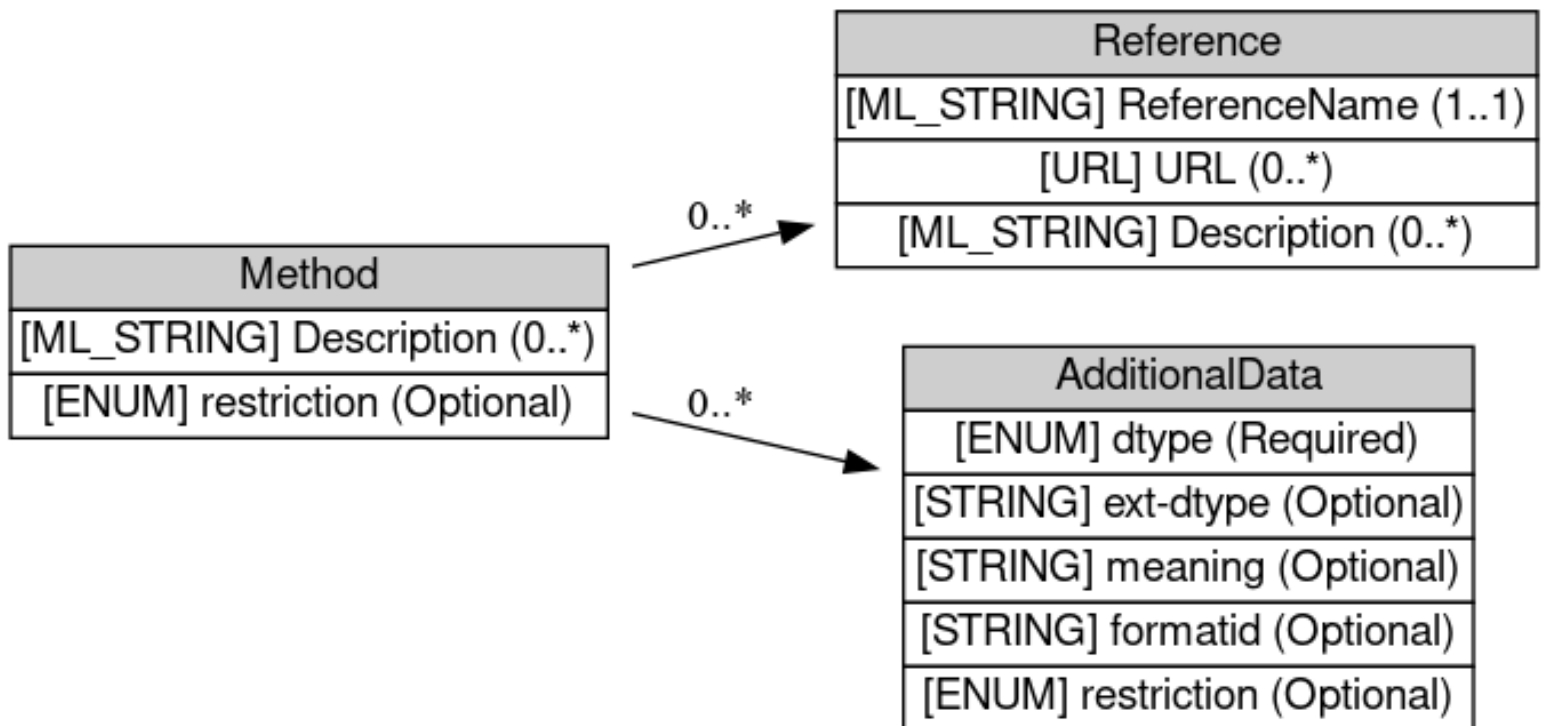 Reference
[ML_STRING] ReferenceName (1..1)
[URL] URL (0..*)
[ML_STRING] Description (0..*)
0..*
Method
[ML_STRING] Description (0..*)
[ENUM] restriction (Optional)
0..*
AdditionalData
[ENUM] dtype (Required)
[STRING] ext-dtype (Optional)
[STRING] meaning (Optional)
[STRING] formatid (Optional)
[ENUM] restriction (Optional)